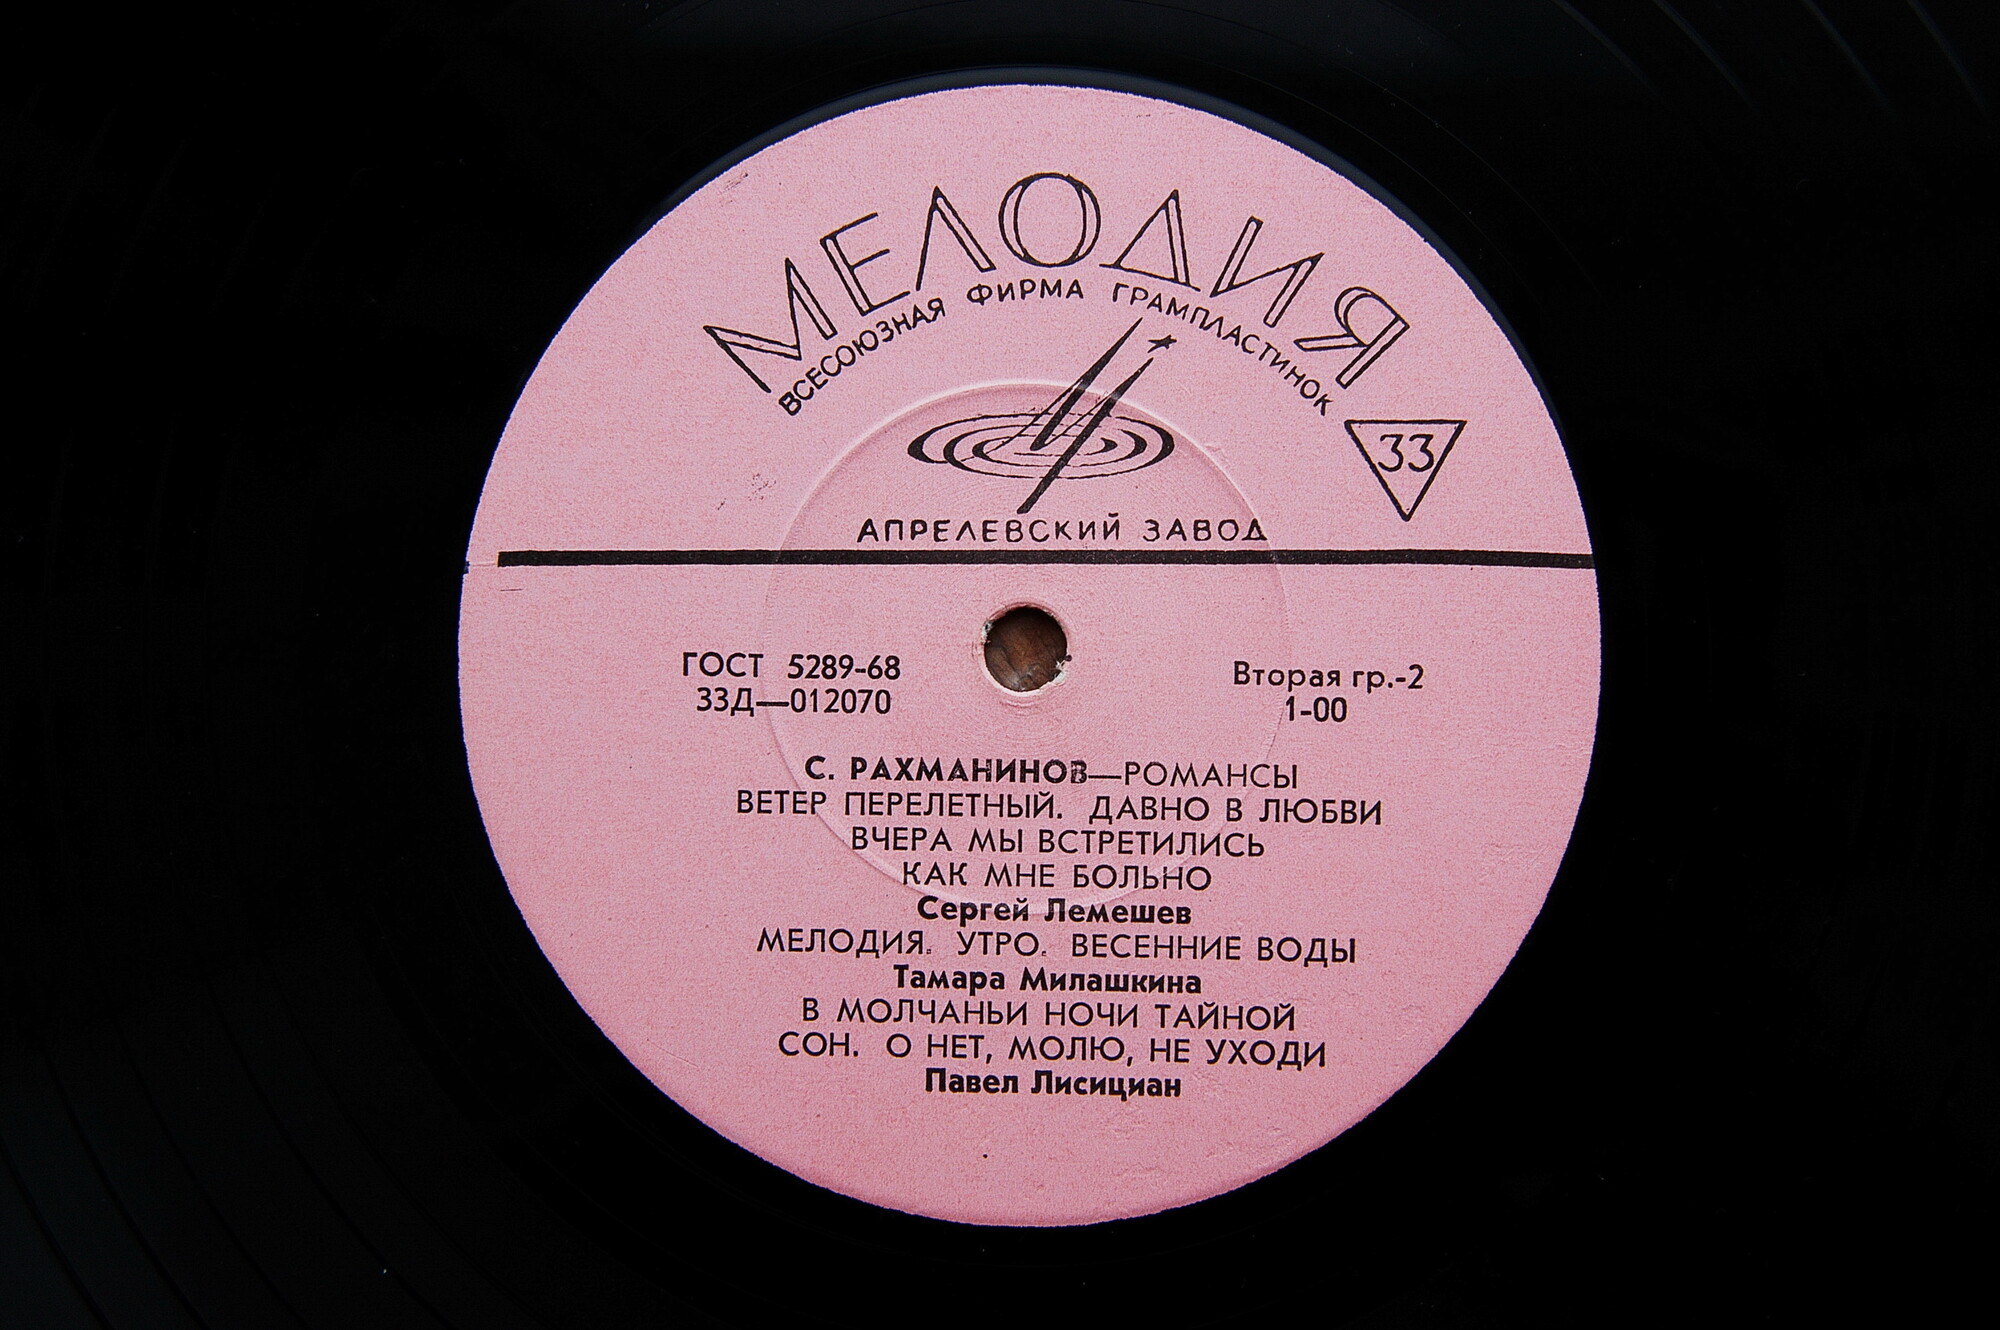 МЕЛОДИЯ
ВСЕСОЮЗНАЯ ФИРМА ГРАМПЛАСТИНОК
33
АПРЕЛЕВСКИЙ ЗАВОД
ГОСТ 5289-68
33Д—012070
Вторая гр.-2
1-00
С. РАХМАНИНОВ—РОМАНСЫ
ВЕТЕР ПЕРЕЛЕТНЫЙ. ДАВНО В ЛЮБВИ
ВЧЕРА МЫ ВСТРЕТИЛИСЬ
КАК МНЕ БОЛЬНО
Сергей Лемешев
МЕЛОДИЯ. УТРО. ВЕСЕННИЕ ВОДЫ
Тамара Милашкина
В МОЛЧАНЬИ НОЧИ ТАЙНОЙ
СОН. О НЕТ, МОЛЮ, НЕ УХОДИ
Павел Лисициан